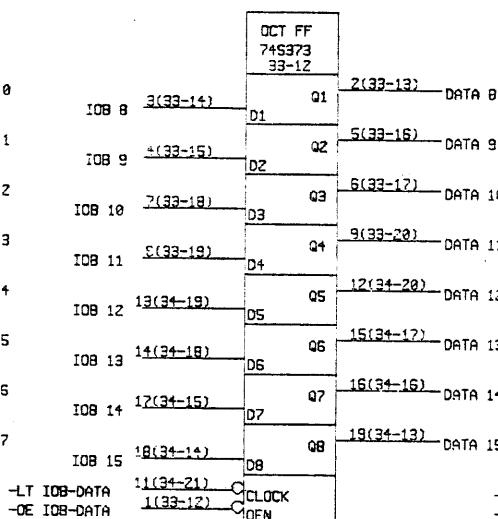 OCT FF
74S373
33-12
0 IOB 8 3(33-14) D1 Q1 2(33-13) DATA 8
1 IOB 9 4(33-15) D2 Q2 5(33-16) DATA 9
2 IOB 10 7(33-18) D3 Q3 6(33-17) DATA 10
3 IOB 11 8(33-19) D4 Q4 9(33-20) DATA 11
4 IOB 12 13(34-19) D5 Q5 12(34-20) DATA 12
5 IOB 13 14(34-18) D6 Q6 15(34-17) DATA 13
6 IOB 14 17(34-15) D7 Q7 16(34-16) DATA 14
7 IOB 15 18(34-14) D8 Q8 19(34-13) DATA 15
-LT IOB-DATA 11(34-21) CLOCK
-OE IOB-DATA 1(33-12) OEN